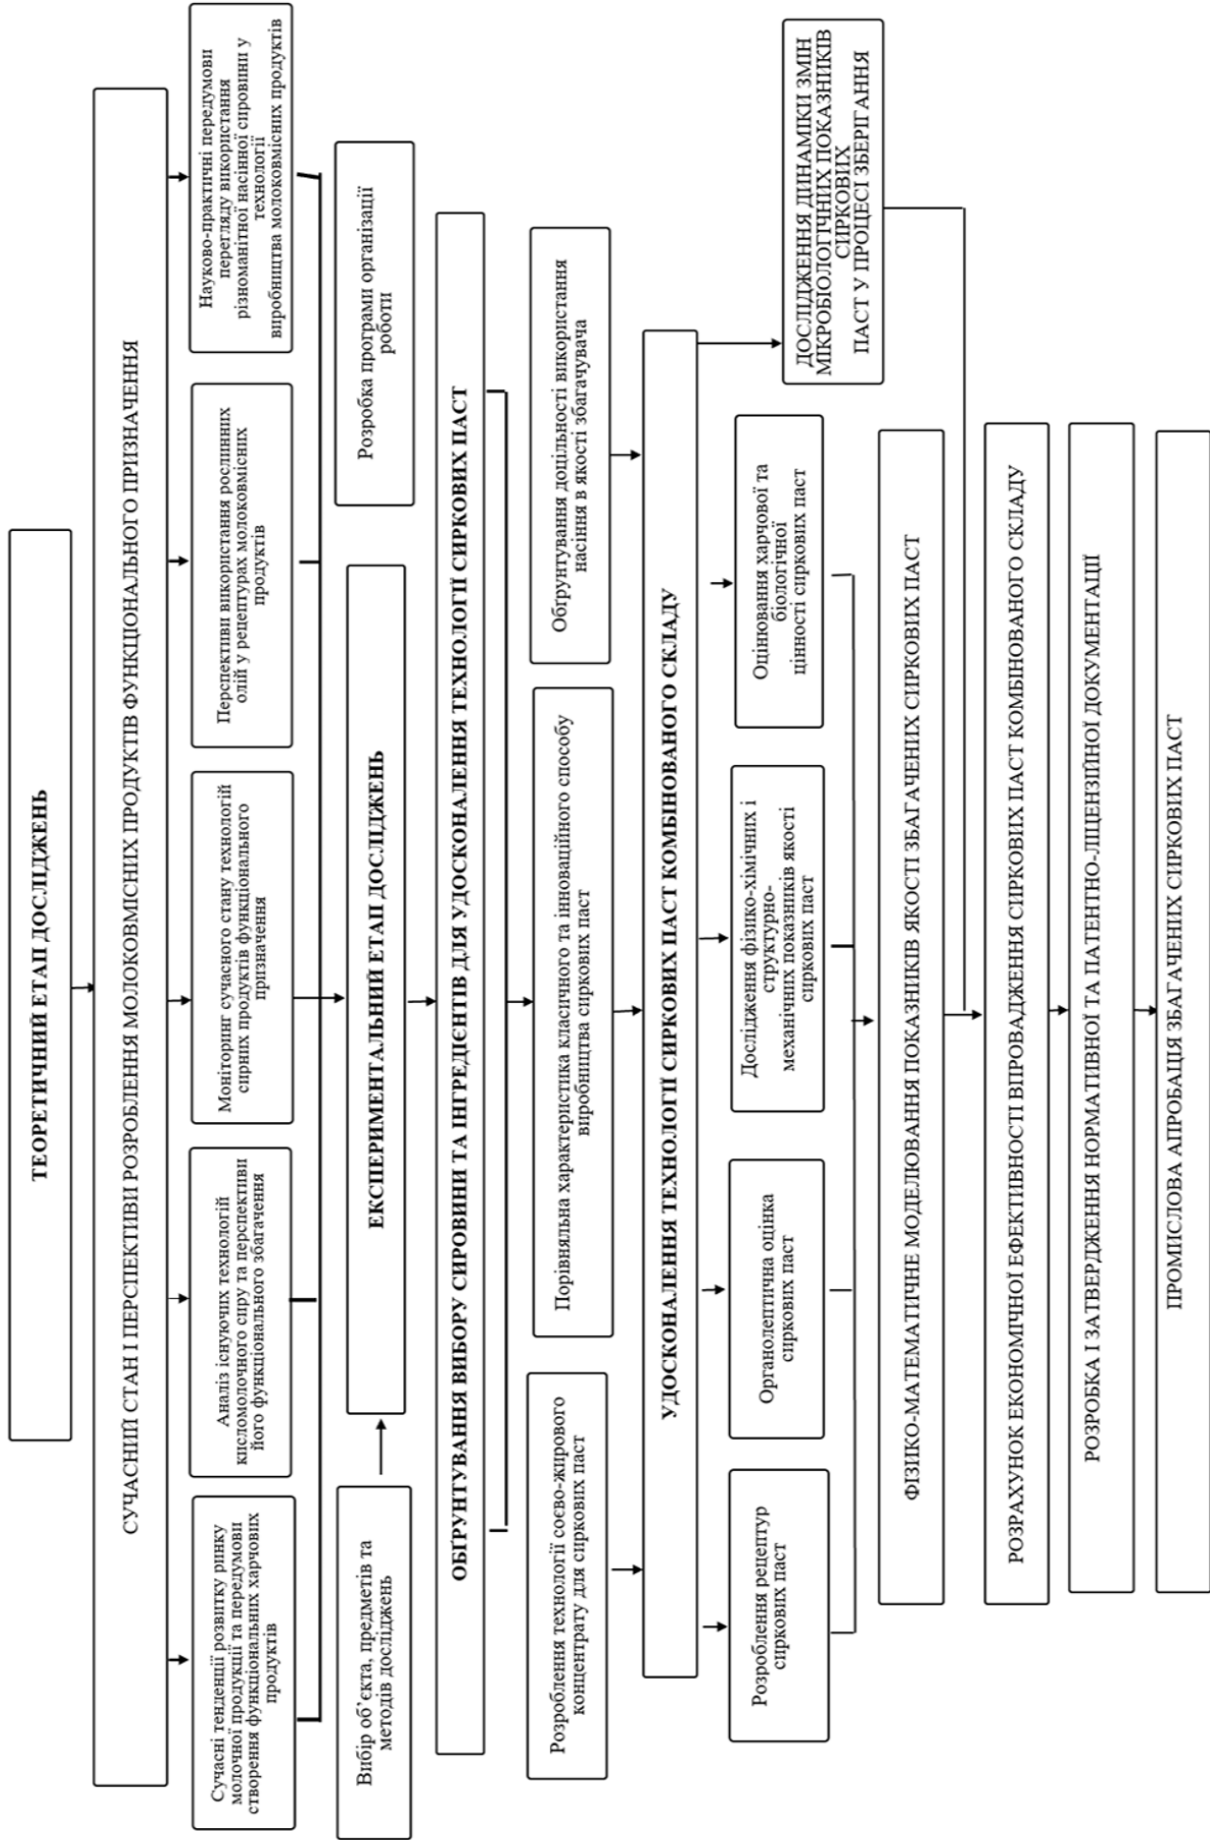 ТЕОРЕТИЧНИЙ ЕТАП ДОСЛІДЖЕНЬ
СУЧАСНИЙ СТАН І ПЕРСПЕКТИВИ РОЗРОБЛЕННЯ МОЛОКОВМІСНИХ ПРОДУКТІВ ФУНКЦІОНАЛЬНОГО ПРИЗНАЧЕННЯ
Сучасні тенденції розвитку ринку
молочної продукції та передумови
створення функціональних харчових
продуктів
Аналіз існуючих технологій
кисломолочного сиру та перспективи
його функціонального збагачення
Моніторинг сучасного стану технологій
сирних продуктів функціонального
призначення
Перспективи використання рослинних
олій у рецептурах молоковмісних
продуктів
Науково-практичні передумови
перегляду використання
різноманітної насінної сировини у
технології
виробництва молоковмісних продуктів
Вибір об’єкта, предметів та
методів досліджень
ЕКСПЕРИМЕНТАЛЬНИЙ ЕТАП ДОСЛІДЖЕНЬ
Розробка програми організації
роботи
ОБҐРУНТУВАННЯ ВИБОРУ СИРОВИНИ ТА ІНГРЕДІЄНТІВ ДЛЯ УДОСКОНАЛЕННЯ ТЕХНОЛОГІЇ СИРКОВИХ ПАСТ
Розроблення технології соєво-жирового
концентрату для сиркових паст
Порівняльна характеристика класичного та інноваційного способу
виробництва сиркових паст
Обґрунтування доцільності використання
насіння в якості збагачувача
УДОСКОНАЛЕННЯ ТЕХНОЛОГІЇ СИРКОВИХ ПАСТ КОМБІНОВАНОГО СКЛАДУ
Розроблення рецептур
сиркових паст
Органолептична оцінка
сиркових паст
Дослідження фізико-хімічних і
структурно-
механічних показників якості
сиркових паст
Оцінювання харчової та
біологічної
цінності сиркових паст
ДОСЛІДЖЕННЯ ДИНАМІКИ ЗМІН
МІКРОБІОЛОГІЧНИХ ПОКАЗНИКІВ
СИРКОВИХ
ПАСТ У ПРОЦЕСІ ЗБЕРІГАННЯ
ФІЗИКО-МАТЕМАТИЧНЕ МОДЕЛЮВАННЯ ПОКАЗНИКІВ ЯКОСТІ ЗБАГАЧЕНИХ СИРКОВИХ ПАСТ
РОЗРАХУНОК ЕКОНОМІЧНОЇ ЕФЕКТИВНОСТІ ВПРОВАДЖЕННЯ СИРКОВИХ ПАСТ КОМБІНОВАНОГО СКЛАДУ
РОЗРОБКА І ЗАТВЕРДЖЕННЯ НОРМАТИВНОЇ ТА ПАТЕНТНО-ЛІЦЕНЗІЙНОЇ ДОКУМЕНТАЦІЇ
ПРОМИСЛОВА АПРОБАЦІЯ ЗБАГАЧЕНИХ СІРКОВИХ ПАСТ